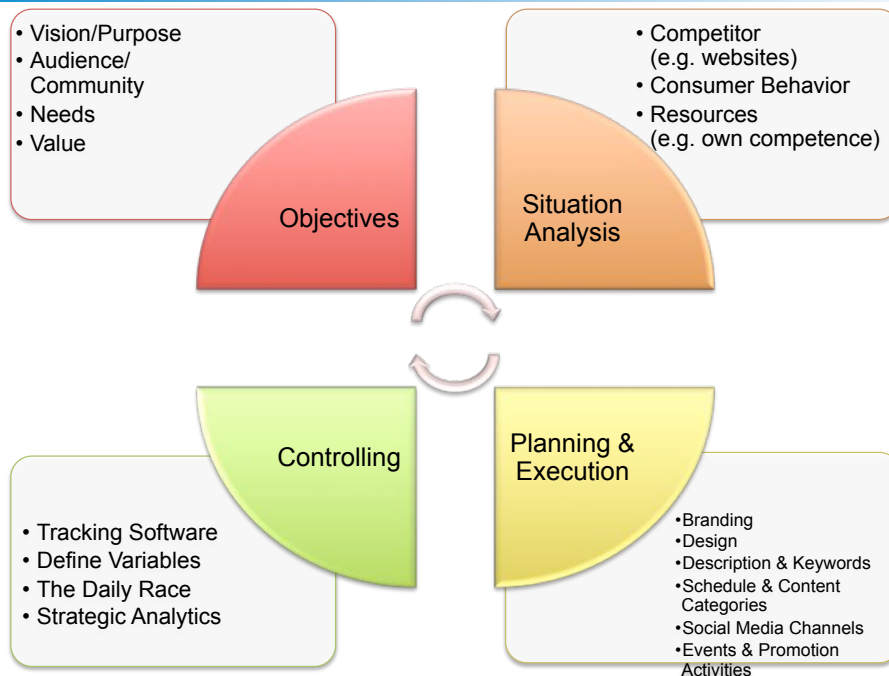 • Vision/Purpose
• Audience/
Community
• Needs
• Value
Objectives
• Competitor
(e.g. websites)
• Consumer Behavior
• Resources
(e.g. own competence)
Situation
Analysis
Controlling
• Tracking Software
• Define Variables
• The Daily Race
• Strategic Analytics
Planning &
Execution
•Branding
•Design
•Description & Keywords
•Schedule & Content
Categories
•Social Media Channels
•Events & Promotion
Activities